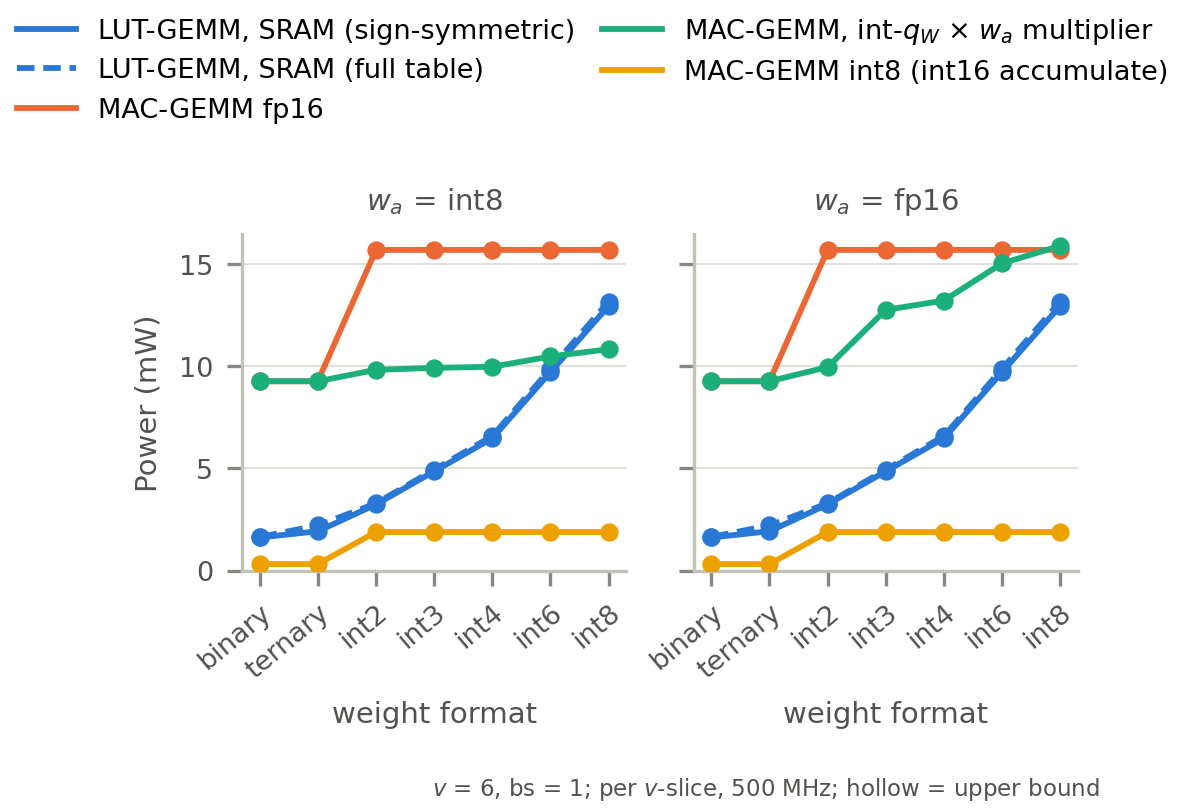 LUT-GEMM, SRAM (sign-symmetric)
LUT-GEMM, SRAM (full table)
MAC-GEMM fp16
MAC-GEMM, int-q_W × w_a multiplier
MAC-GEMM int8 (int16 accumulate)
w_a = int8
w_a = fp16
Power (mW)
15
10
5
0
binary
ternary
int2
int3
int4
int6
int8
binary
ternary
int2
int3
int4
int6
int8
weight format
weight format
v = 6, bs = 1; per v-slice, 500 MHz; hollow = upper bound